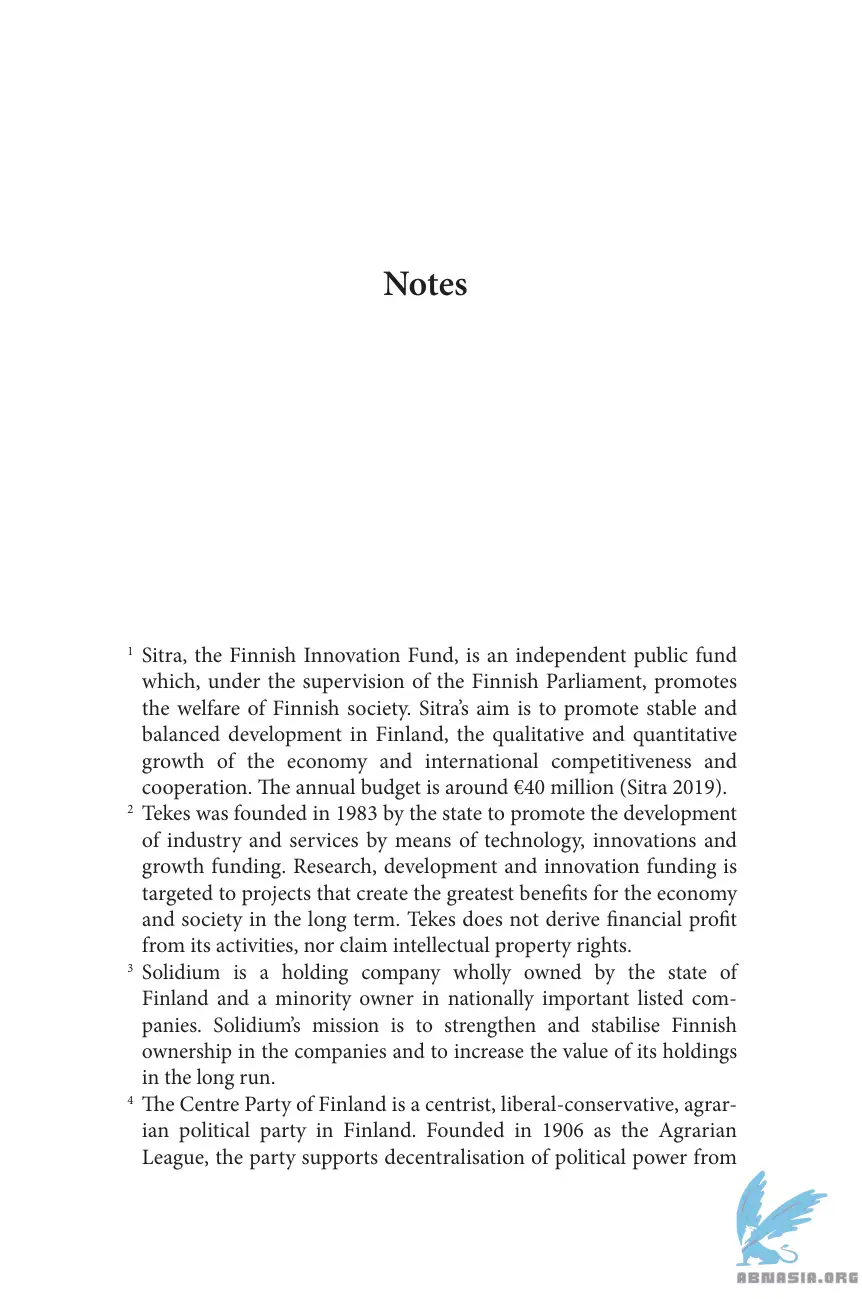 Notes
1 Sitra, the Finnish Innovation Fund, is an independent public fund
which, under the supervision of the Finnish Parliament, promotes
the welfare of Finnish society. Sitra’s aim is to promote stable and
balanced development in Finland, the qualitative and quantitative
growth of the economy and international competitiveness and
cooperation. The annual budget is around €40 million (Sitra 2019).
2 Tekes was founded in 1983 by the state to promote the development
of industry and services by means of technology, innovations and
growth funding. Research, development and innovation funding is
targeted to projects that create the greatest benefits for the economy
and society in the long term. Tekes does not derive financial profit
from its activities, nor claim intellectual property rights.
3 Solidium is a holding company wholly owned by the state of
Finland and a minority owner in nationally important listed com-
panies. Solidium’s mission is to strengthen and stabilise Finnish
ownership in the companies and to increase the value of its holdings
in the long run.
4 The Centre Party of Finland is a centrist, liberal-conservative, agrar-
ian political party in Finland. Founded in 1906 as the Agrarian
League, the party supports decentralisation of political power from
ABNASIA.ORG